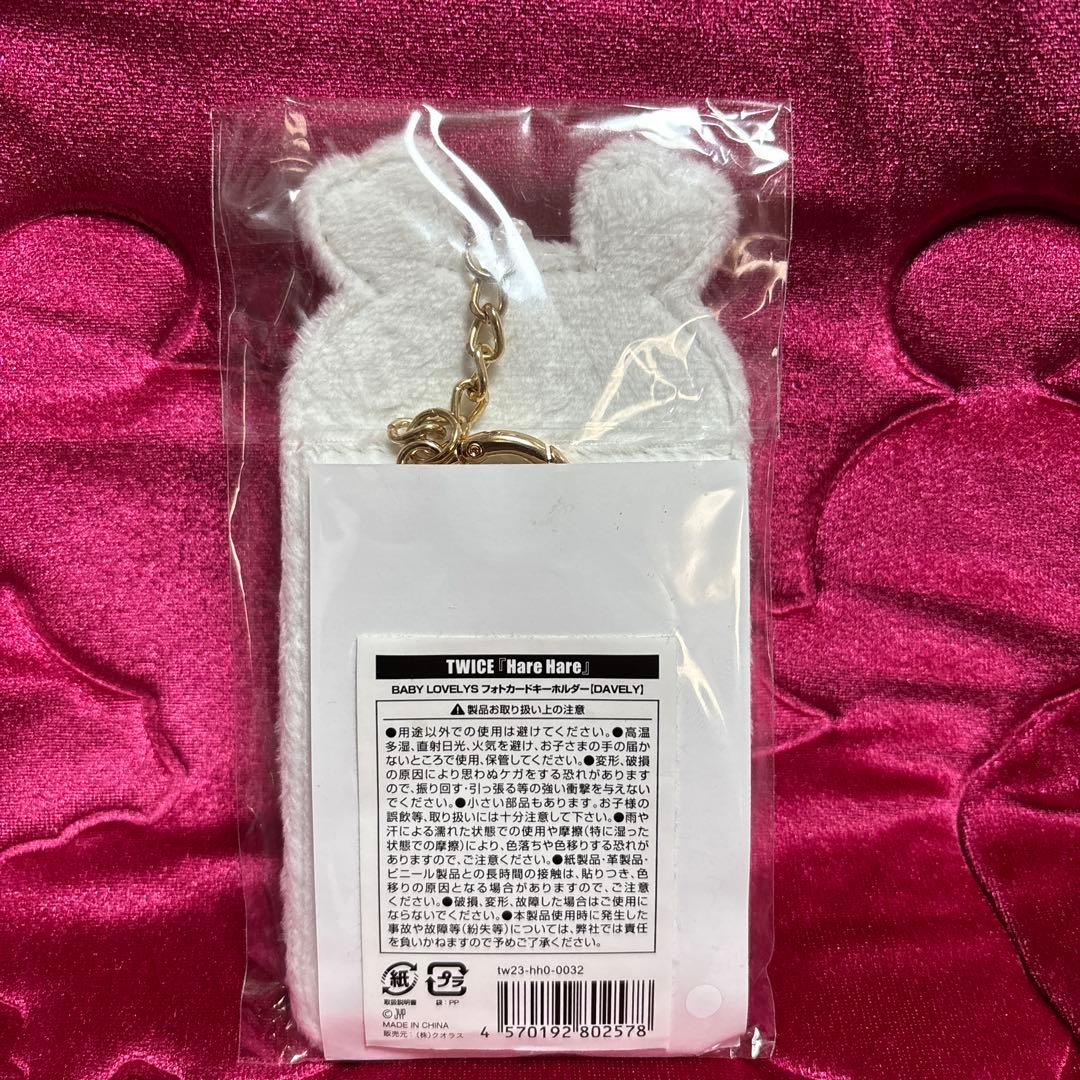 TWICE『Hare Hare』
BABY LOVELYS フォトカードキーホルダー【DAVELY】
⚠製品お取り扱い上の注意
●用途以外での使用は避けてください。●高温
多湿、直射日光、火気を避け、お子さまの手の届か
ないところで使用、保管してください。●変形、破損
の原因により思わぬケガをする恐れがあります
ので、振り回す・引っ張る等の強い衝撃を与えない
でください。●小さい部品もあります。お子様の
誤飲等、取り扱いには十分注意して下さい。●雨や
汗による濡れた状態での使用や摩擦(特に湿った
状態での摩擦)により、色落ちや色移りする恐れが
ありますので、ご注意ください。●紙製品・革製品・
ビニール製品との長時間の接触は、貼りつき、色
移りの原因となる場合がありますので、ご注意
ください。●破損、変形、故障した場合はご使用に
ならないでください。●本製品使用時に発生した
事故や故障等(紛失等)については、弊社では責任
を負いかねますので予めご了承ください。
紙 プラ tw23-hh0-0032
取扱説明書 袋:PP
©JYP
MADE IN CHINA
販売元:(株)クオラス
4 570192 802578